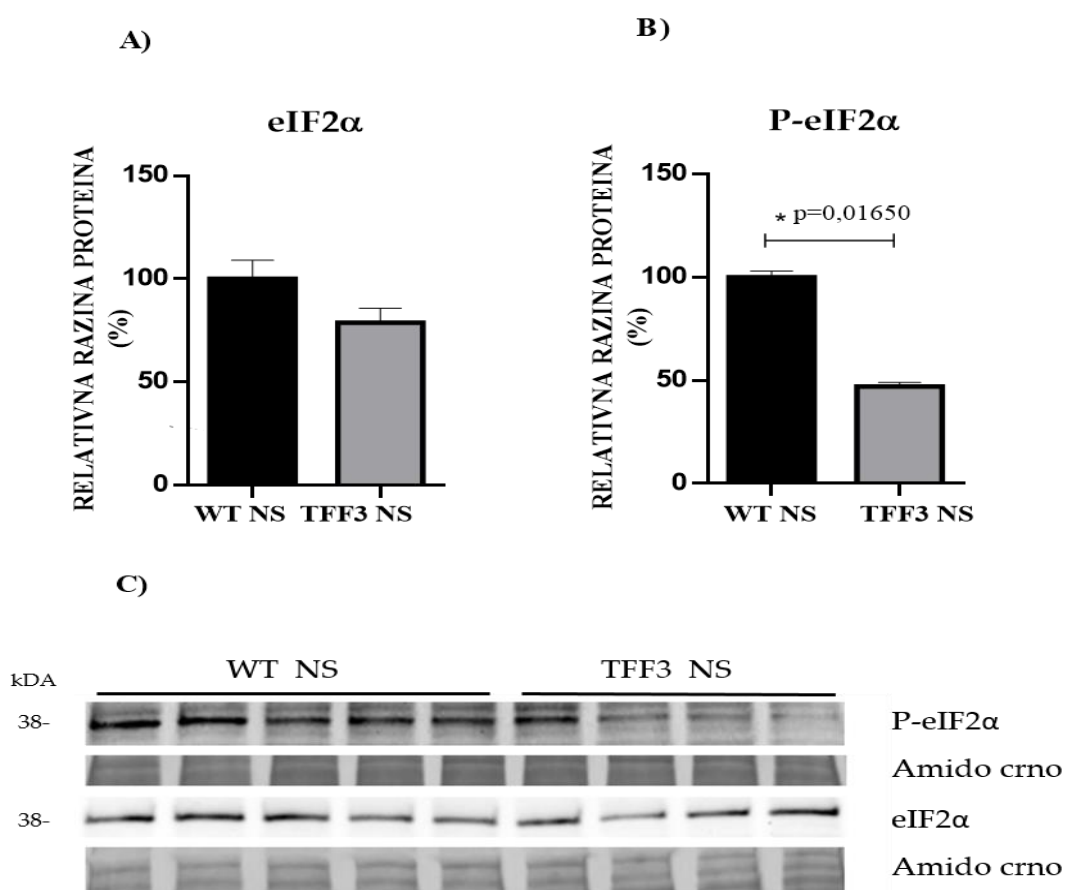 A)
eIF2α
RELATIVNA RAZINA PROTEINA
(%)
150
100
50
0
WT NS TFF3 NS
B)
P-eIF2α
RELATIVNA RAZINA PROTEINA
(%)
150
100
50
0
* p=0,01650
WT NS TFF3 NS
C)
WT NS TFF3 NS
kDA
38- P-eIF2α
Amido crno
38- eIF2α
Amido crno